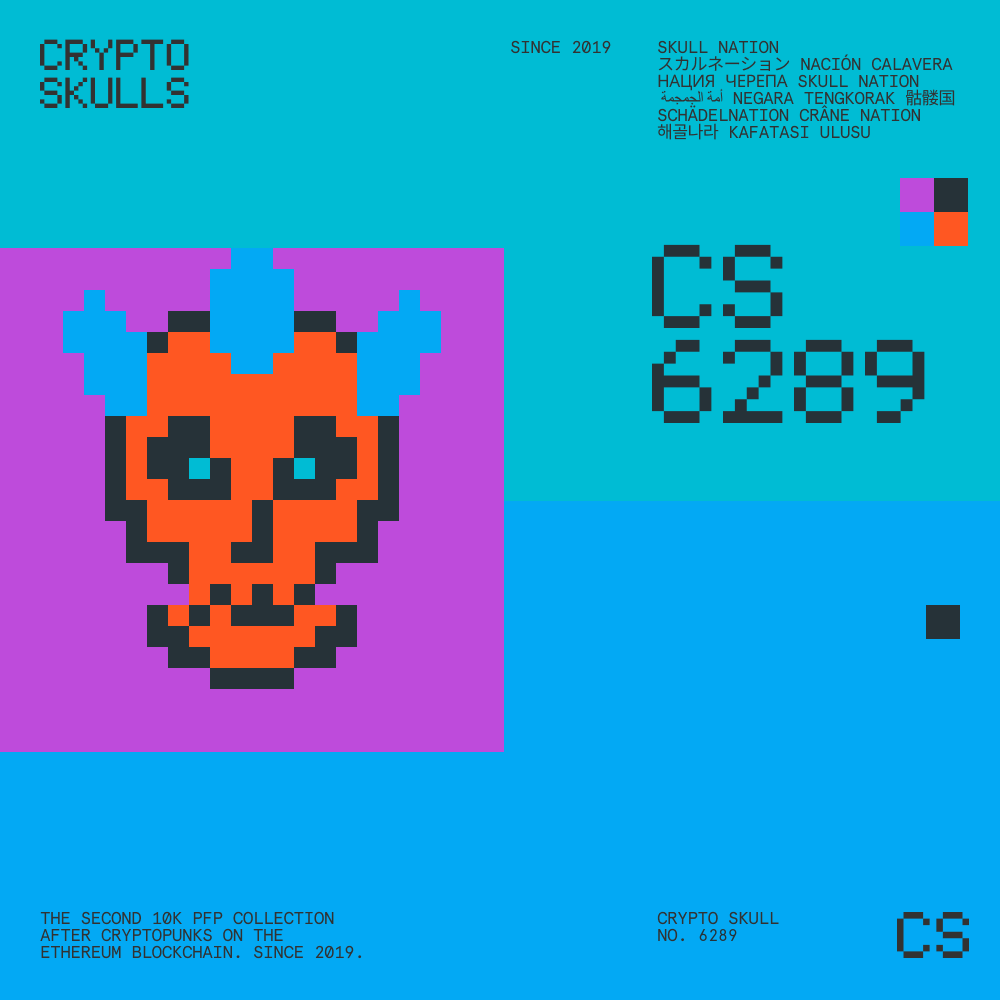 CRYPTO
SKULLS
SINCE 2019
SKULL NATION
スカルネーション NACIÓN CALAVERA
НАЦИЯ ЧЕРЕПА SKULL NATION
أمة الجمجمة NEGARA TENGKORAK 骷髅国
SCHÄDELNATION CRÂNE NATION
해골나라 KAFATASI ULUSU
CS
6289
THE SECOND 10K PFP COLLECTION
AFTER CRYPTOPUNKS ON THE
ETHEREUM BLOCKCHAIN. SINCE 2019.
CRYPTO SKULL
NO. 6289
CS